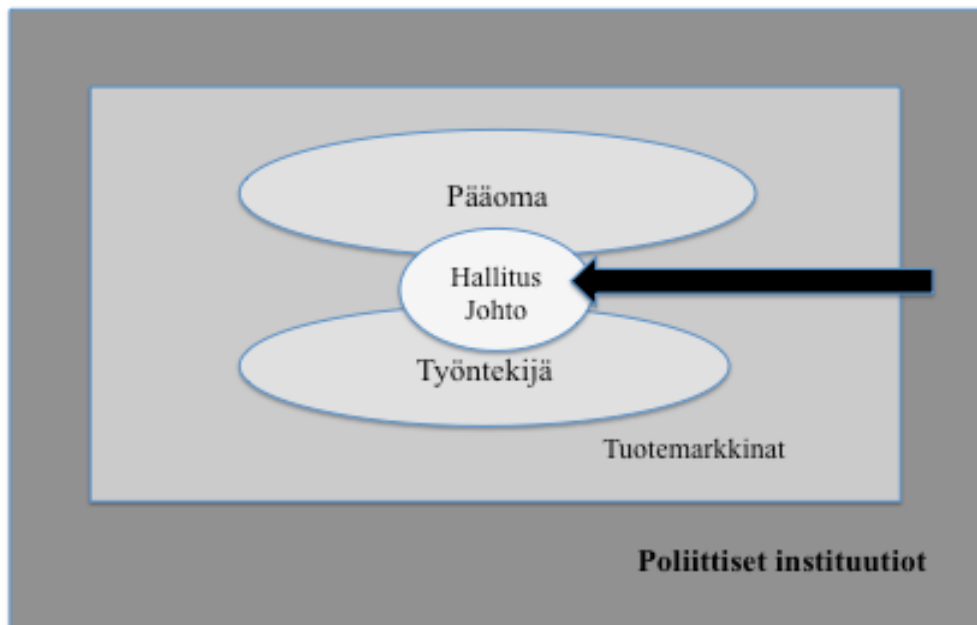 Pääoma
Hallitus
Johto
Työntekijä
Tuotemarkkinat
Poliittiset instituutiot